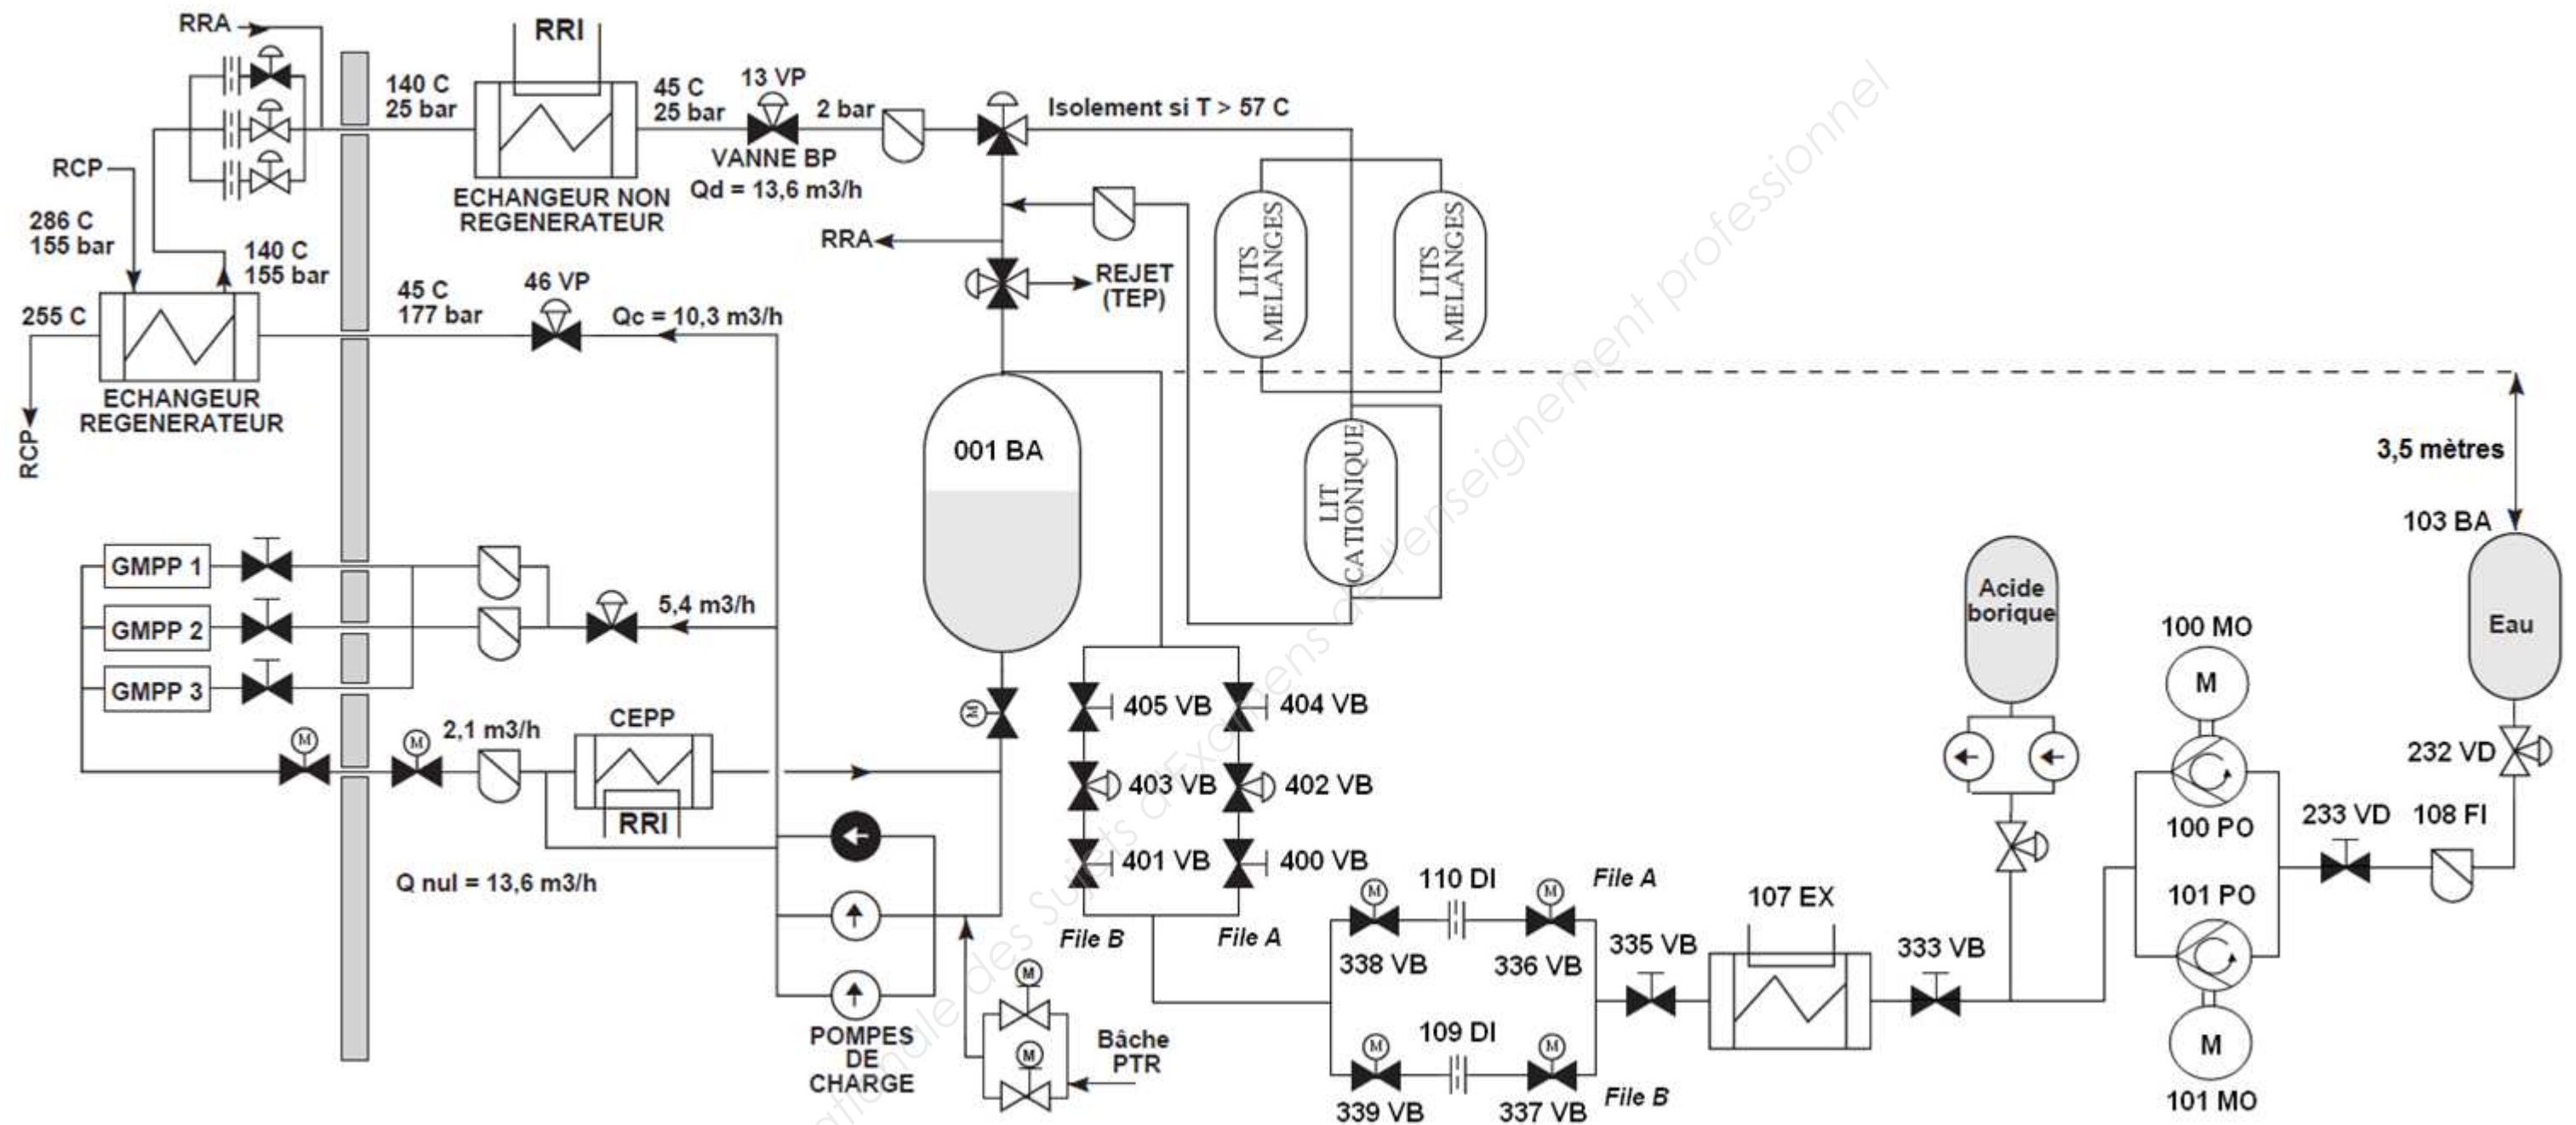 RRA
RRI
140 C
25 bar
45 C
25 bar
13 VP
2 bar
Isolement si T > 57 C
VANNE BP
Qd = 13,6 m3/h
ECHANGEUR NON
REGENERATEUR
RCP
286 C
155 bar
140 C
155 bar
RRA
REJET
(TEP)
LITS
MELANGES
LITS
MELANGES
255 C
45 C
177 bar
46 VP
Qc = 10,3 m3/h
ECHANGEUR
REGENERATEUR
RCP
001 BA
LIT
CATIONIQUE
3,5 mètres
103 BA
Eau
Acide
borique
GMPP 1
GMPP 2
GMPP 3
5,4 m3/h
2,1 m3/h
CEPP
RRI
M
M
M
Q nul = 13,6 m3/h
405 VB
404 VB
403 VB
402 VB
401 VB
400 VB
File B
File A
100 MO
M
100 PO
101 PO
M
101 MO
232 VD
233 VD
108 FI
110 DI
File A
M
M
338 VB
336 VB
335 VB
107 EX
333 VB
109 DI
M
M
339 VB
337 VB
File B
POMPES
DE
CHARGE
M
M
Bâche
PTR
ationale des Sujets d'Examens de l'enseignement professionnel